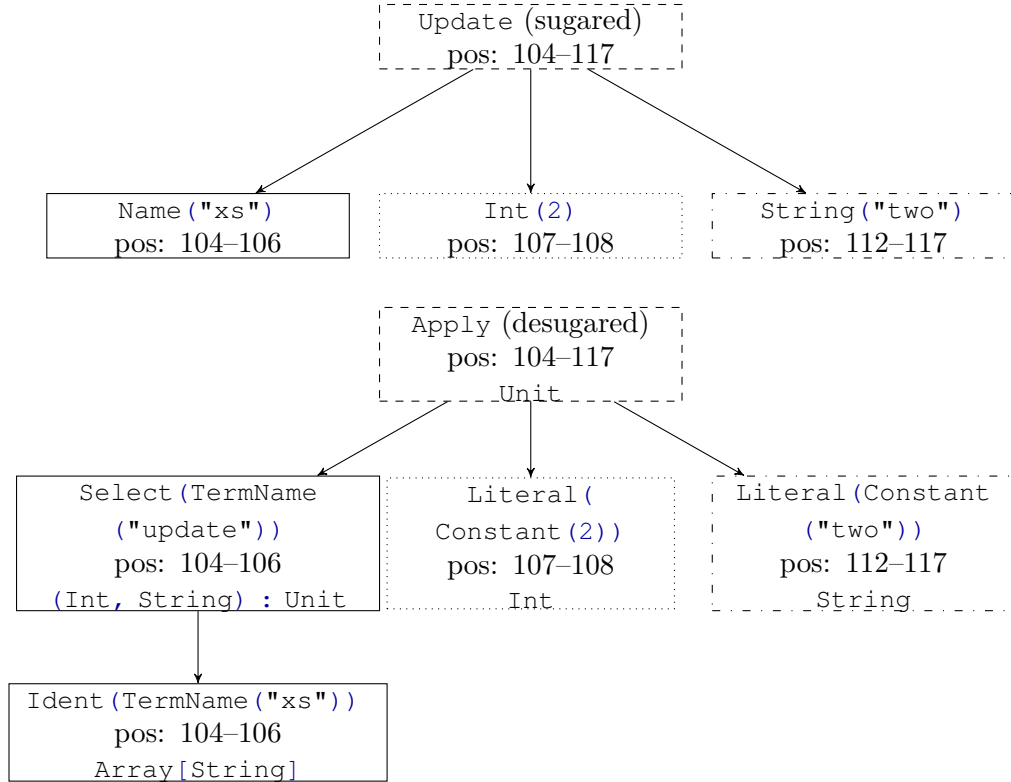 Update (sugared)
pos: 104–117
Name("xs")
pos: 104–106
Int(2)
pos: 107–108
String("two")
pos: 112–117
Apply (desugared)
pos: 104–117
Unit
Select(TermName
("update"))
pos: 104–106
(Int, String) : Unit
Literal(
Constant(2))
pos: 107–108
Int
Literal(Constant
("two"))
pos: 112–117
String
Ident(TermName("xs"))
pos: 104–106
Array[String]